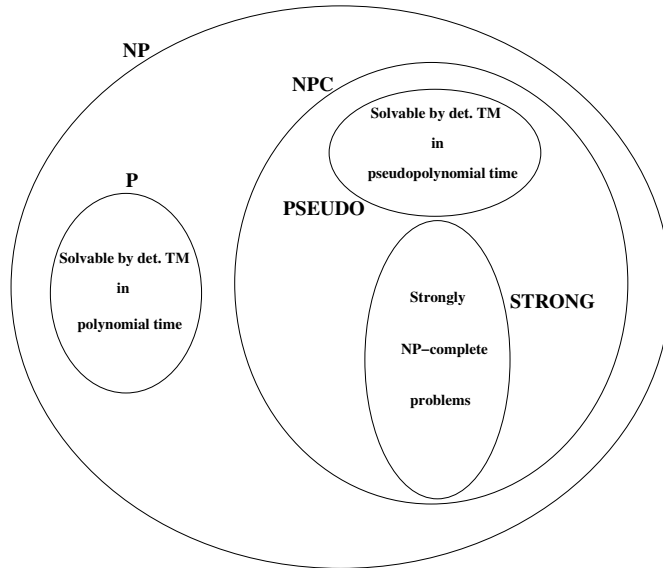 NP
NPC
Solvable by det. TM
in
pseudopolynomial time
P
PSEUDO
Solvable by det. TM
in
polynomial time
Strongly
STRONG
NP−complete
problems